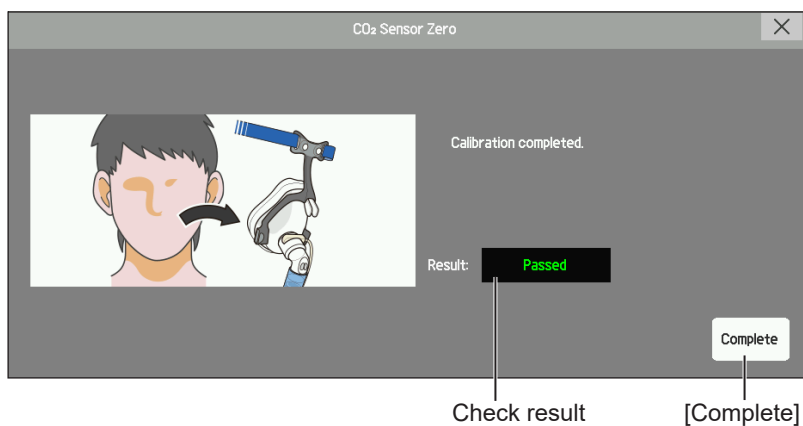 CO₂ Sensor Zero
Calibration completed.
Result: Passed
Complete
Check result [Complete]